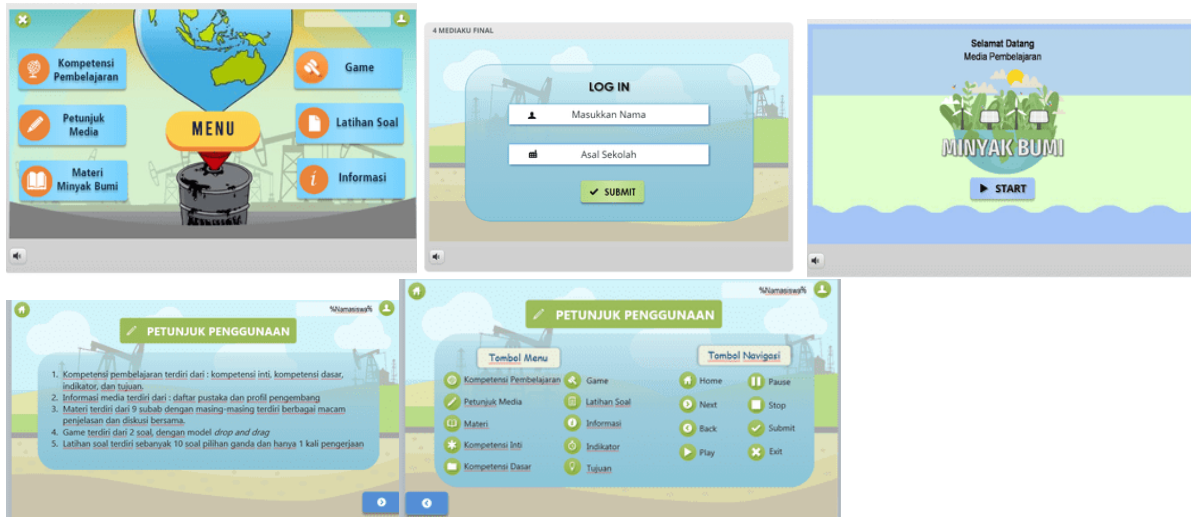 Kompetensi
Pembelajaran
Petunjuk
Media
Materi
Minyak Bumi
MENU
Game
Latihan Soal
Informasi
4 MEDIAKU FINAL
LOG IN
Masukkan Nama
Asal Sekolah
SUBMIT
Selamat Datang
Media Pembelajaran
MINYAK BUMI
START
%Namasiswa%
PETUNJUK PENGGUNAAN
1. Kompetensi pembelajaran terdiri dari : kompetensi inti, kompetensi dasar,
indikator, dan tujuan.
2. Informasi media terdiri dari : daftar pustaka dan profil pengembang
3. Materi terdiri dari 9 subab dengan masing-masing terdiri berbagai macam
penjelasan dan diskusi bersama.
4. Game terdiri dari 2 soal, dengan model drop and drag
5. Latihan soal terdiri sebanyak 10 soal pilihan ganda dan hanya 1 kali pengerjaan
%Namasiswa%
PETUNJUK PENGGUNAAN
Tombol Menu
Kompetensi Pembelajaran
Petunjuk Media
Materi
Kompetensi Inti
Kompetensi Dasar
Game
Latihan Soal
Informasi
Indikator
Tujuan
Tombol Navigasi
Home
Next
Back
Play
Pause
Stop
Submit
Exit